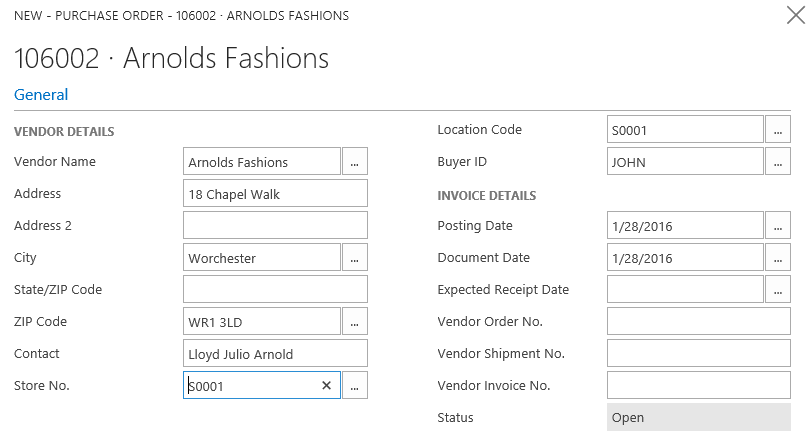 NEW - PURCHASE ORDER - 106002 · ARNOLDS FASHIONS
106002 · Arnolds Fashions
General
VENDOR DETAILS
Vendor Name Arnolds Fashions ...
Address 18 Chapel Walk
Address 2
City Worchester ...
State/ZIP Code
ZIP Code WR1 3LD ...
Contact Lloyd Julio Arnold
Store No. S0001 ...
Location Code S0001 ...
Buyer ID JOHN ...
INVOICE DETAILS
Posting Date 1/28/2016 ...
Document Date 1/28/2016 ...
Expected Receipt Date ...
Vendor Order No.
Vendor Shipment No.
Vendor Invoice No.
Status Open